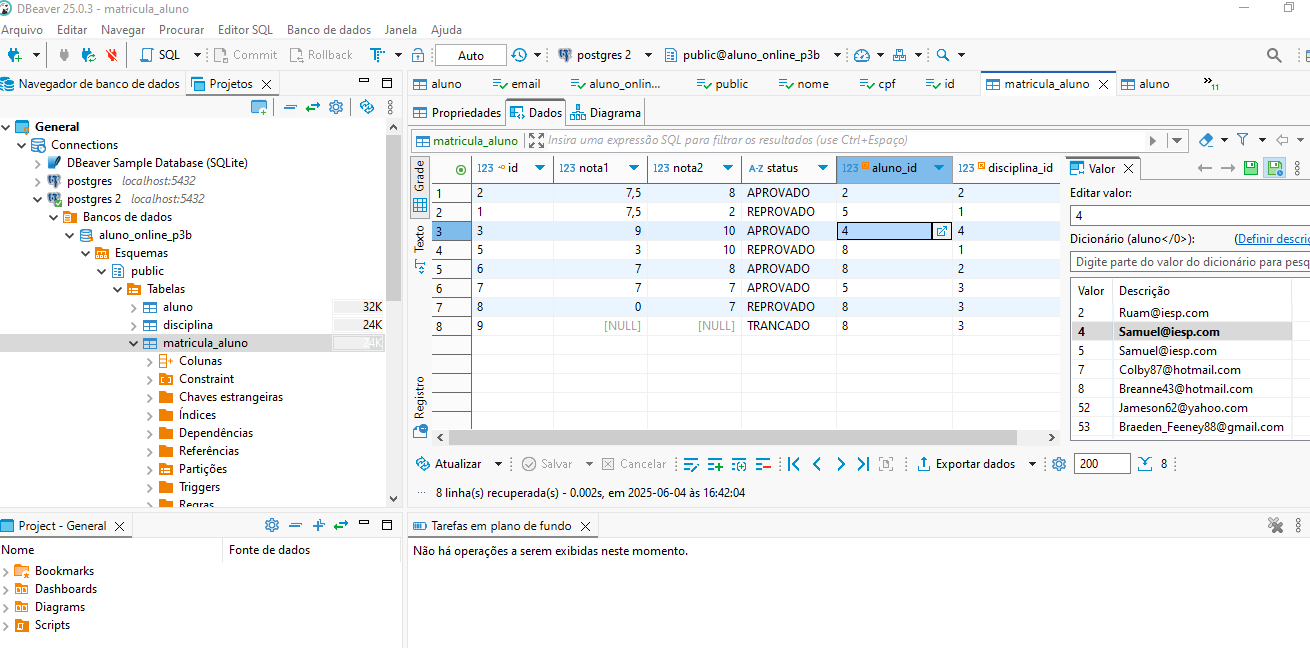 DBeaver 25.0.3 - matricula_aluno
Arquivo Editar Navegar Procurar Editor SQL Banco de dados Janela Ajuda
SQL Commit Rollback Auto postgres 2 public@aluno_online_p3b
Navegador de banco de dados Projetos
General
Connections
DBeaver Sample Database (SQLite)
postgres localhost:5432
postgres 2 localhost:5432
Bancos de dados
aluno_online_p3b
Esquemas
public
Tabelas
aluno 32K
disciplina 24K
matricula_aluno 24K
Colunas
Constraint
Chaves estrangeiras
Índices
Dependências
Referências
Partições
Triggers
Regras
aluno email aluno_onlin... public nome cpf id matricula_aluno aluno »11
Propriedades Dados Diagrama
matricula_aluno Insira uma expressão SQL para filtrar os resultados (use Ctrl+Espaço)
Grade
Texto
Registro
123 id 123 nota1 123 nota2 A-Z status 123 aluno_id 123 disciplina_id
1 2 7,5 8 APROVADO 2 2
2 1 7,5 2 REPROVADO 5 1
3 3 9 10 APROVADO 4 4
4 5 3 10 REPROVADO 8 1
5 6 7 8 APROVADO 8 2
6 7 7 7 APROVADO 5 3
7 8 0 7 REPROVADO 8 3
8 9 [NULL] [NULL] TRANCADO 8 3
Valor
Editar valor:
4
Dicionário (aluno</0>): (Definir descriç
Digite parte do valor do dicionário para pesq
Valor Descrição
2 Ruam@iesp.com
4 Samuel@iesp.com
5 Samuel@iesp.com
7 Colby87@hotmail.com
8 Breanne43@hotmail.com
52 Jameson62@yahoo.com
53 Braeden_Feeney88@gmail.com
Atualizar Salvar Cancelar Exportar dados 200 8
8 linha(s) recuperada(s) - 0.002s, em 2025-06-04 às 16:42:04
Project - General
Nome Fonte de dados
Bookmarks
Dashboards
Diagrams
Scripts
Tarefas em plano de fundo
Não há operações a serem exibidas neste momento.